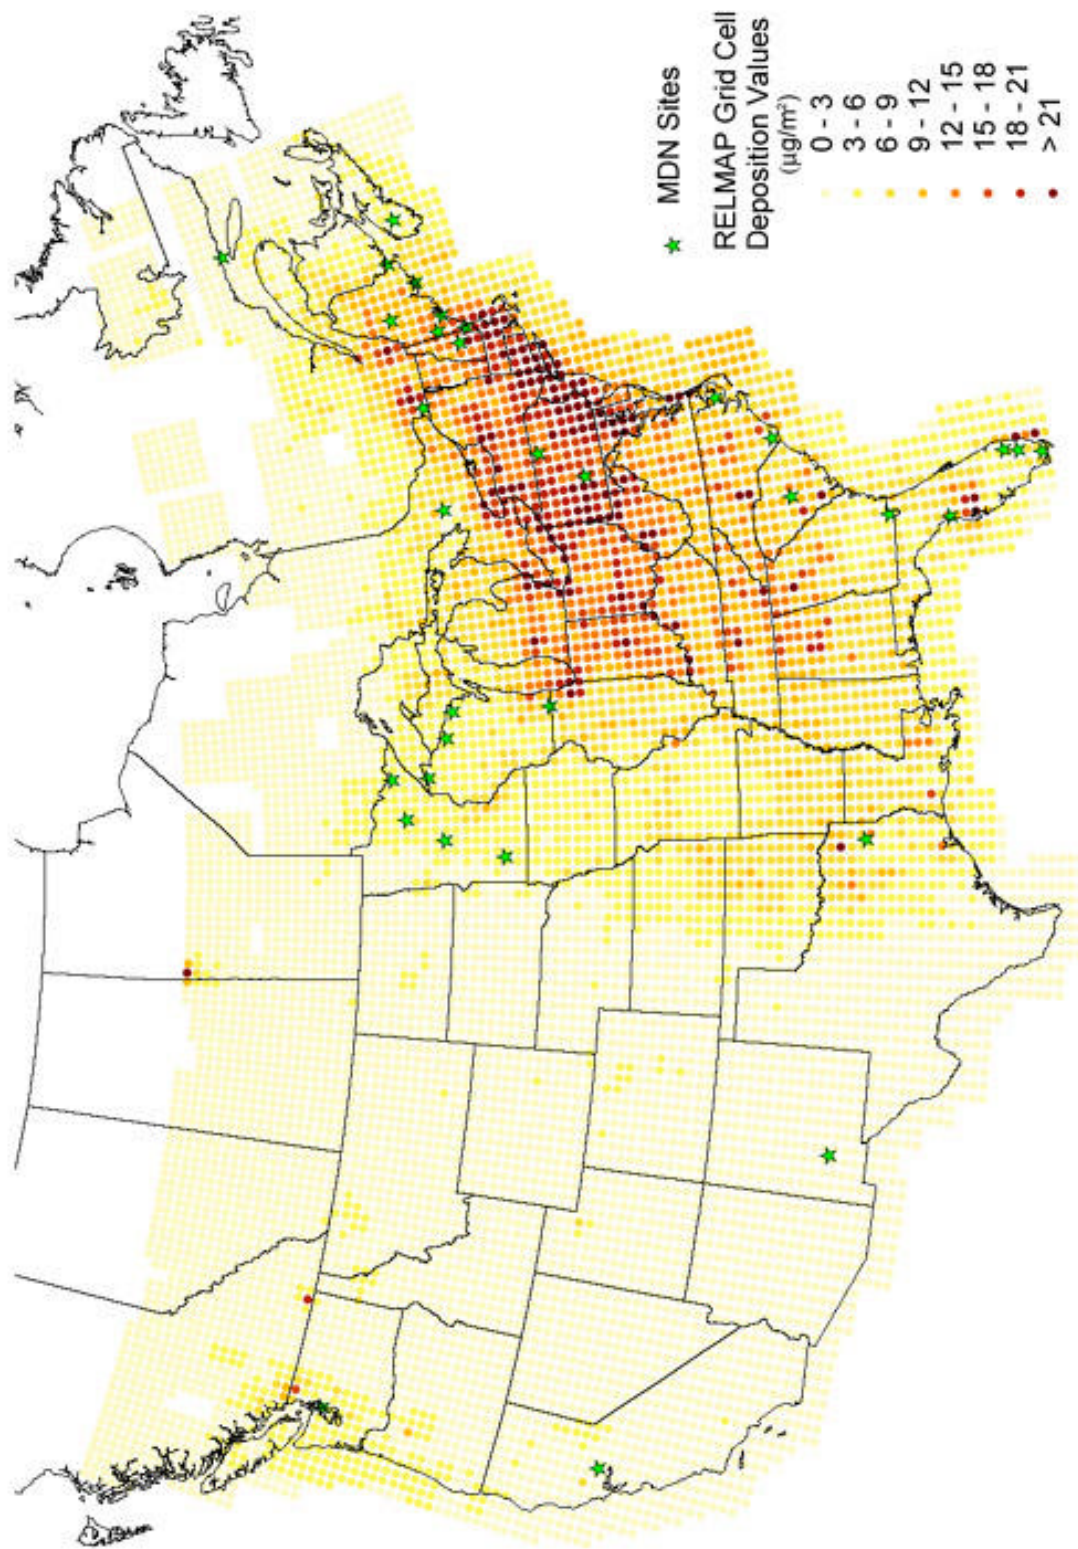 MDN Sites
RELMAP Grid Cell
Deposition Values
(µg/m²)
0 - 3
3 - 6
6 - 9
9 - 12
12 - 15
15 - 18
18 - 21
> 21